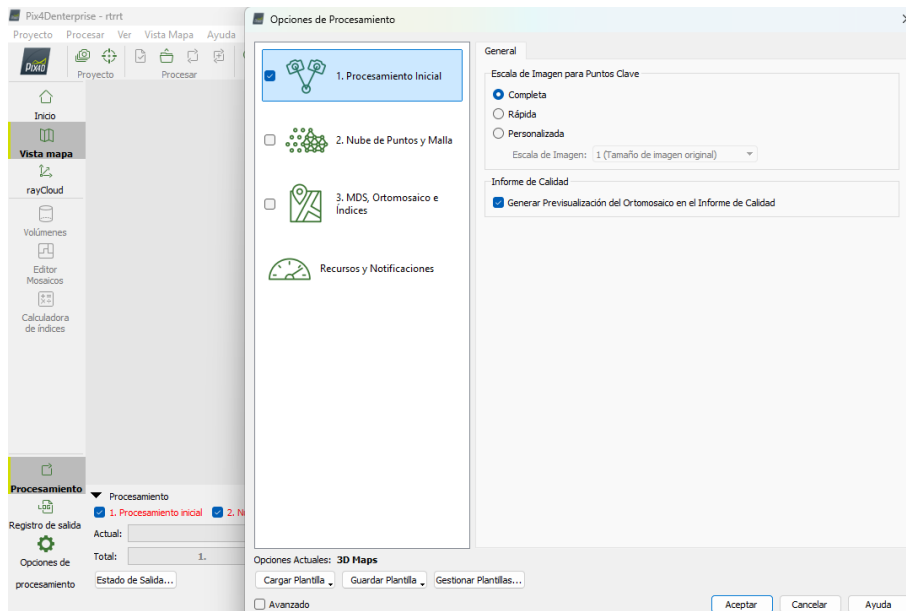 Pix4Denterprise - rtrrt
Proyecto Procesar Ver Vista Mapa Ayuda
PIX4D
Proyecto
Procesar
Inicio
Vista mapa
rayCloud
Volúmenes
Editor
Mosaicos
Calculadora
de índices
Procesamiento
Registro de salida
Opciones de
procesamiento
Procesamiento
1. Procesamiento inicial 2.
Actual:
Total: 1.
Estado de Salida...
Opciones de Procesamiento
1. Procesamiento Inicial
2. Nube de Puntos y Malla
3. MDS, Ortomosaico e
Índices
Recursos y Notificaciones
General
Escala de Imagen para Puntos Clave
Completa
Rápida
Personalizada
Escala de Imagen: 1 (Tamaño de imagen original)
Informe de Calidad
Generar Previsualización del Ortomosaico en el Informe de Calidad
Opciones Actuales: 3D Maps
Cargar Plantilla Guardar Plantilla Gestionar Plantillas...
Avanzado
Aceptar Cancelar Ayuda